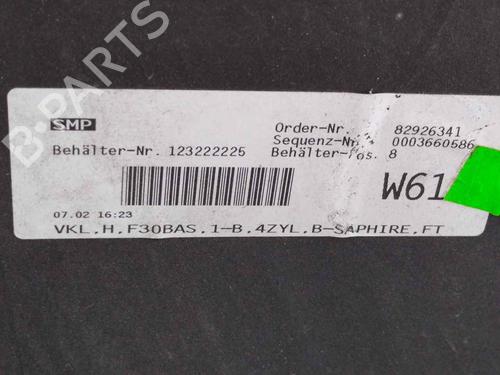 SMP
Order-Nr. 82926341
Sequenz-Nr. 0003660586
Behälter-Nr. 123222225 Behälter-Pos. 8
W61
07.02 16:23
VKL.H.F30BAS.1-B.4ZYL.B-SAPHIRE.FT
B-PARTS